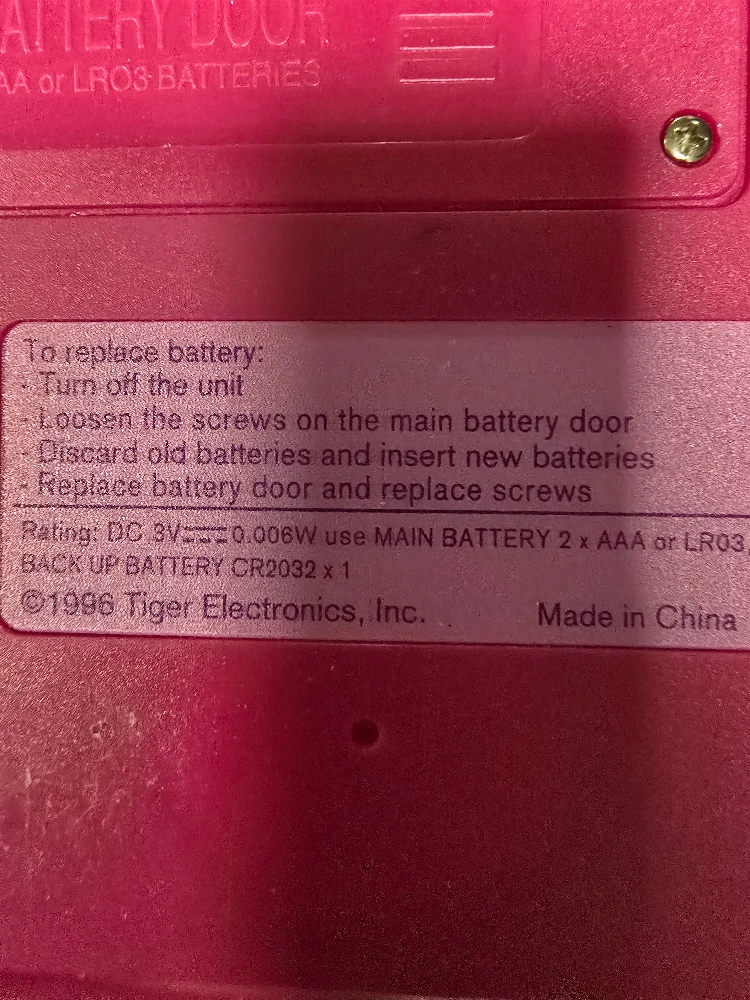 BATTERY DOOR
AA or LR03 BATTERIES
To replace battery:
- Turn off the unit
- Loosen the screws on the main battery door
- Discard old batteries and insert new batteries
- Replace battery door and replace screws
Rating: DC 3V⎓0.006W use MAIN BATTERY 2 x AAA or LR03.
BACK UP BATTERY CR2032 x 1
©1996 Tiger Electronics, Inc. Made in China